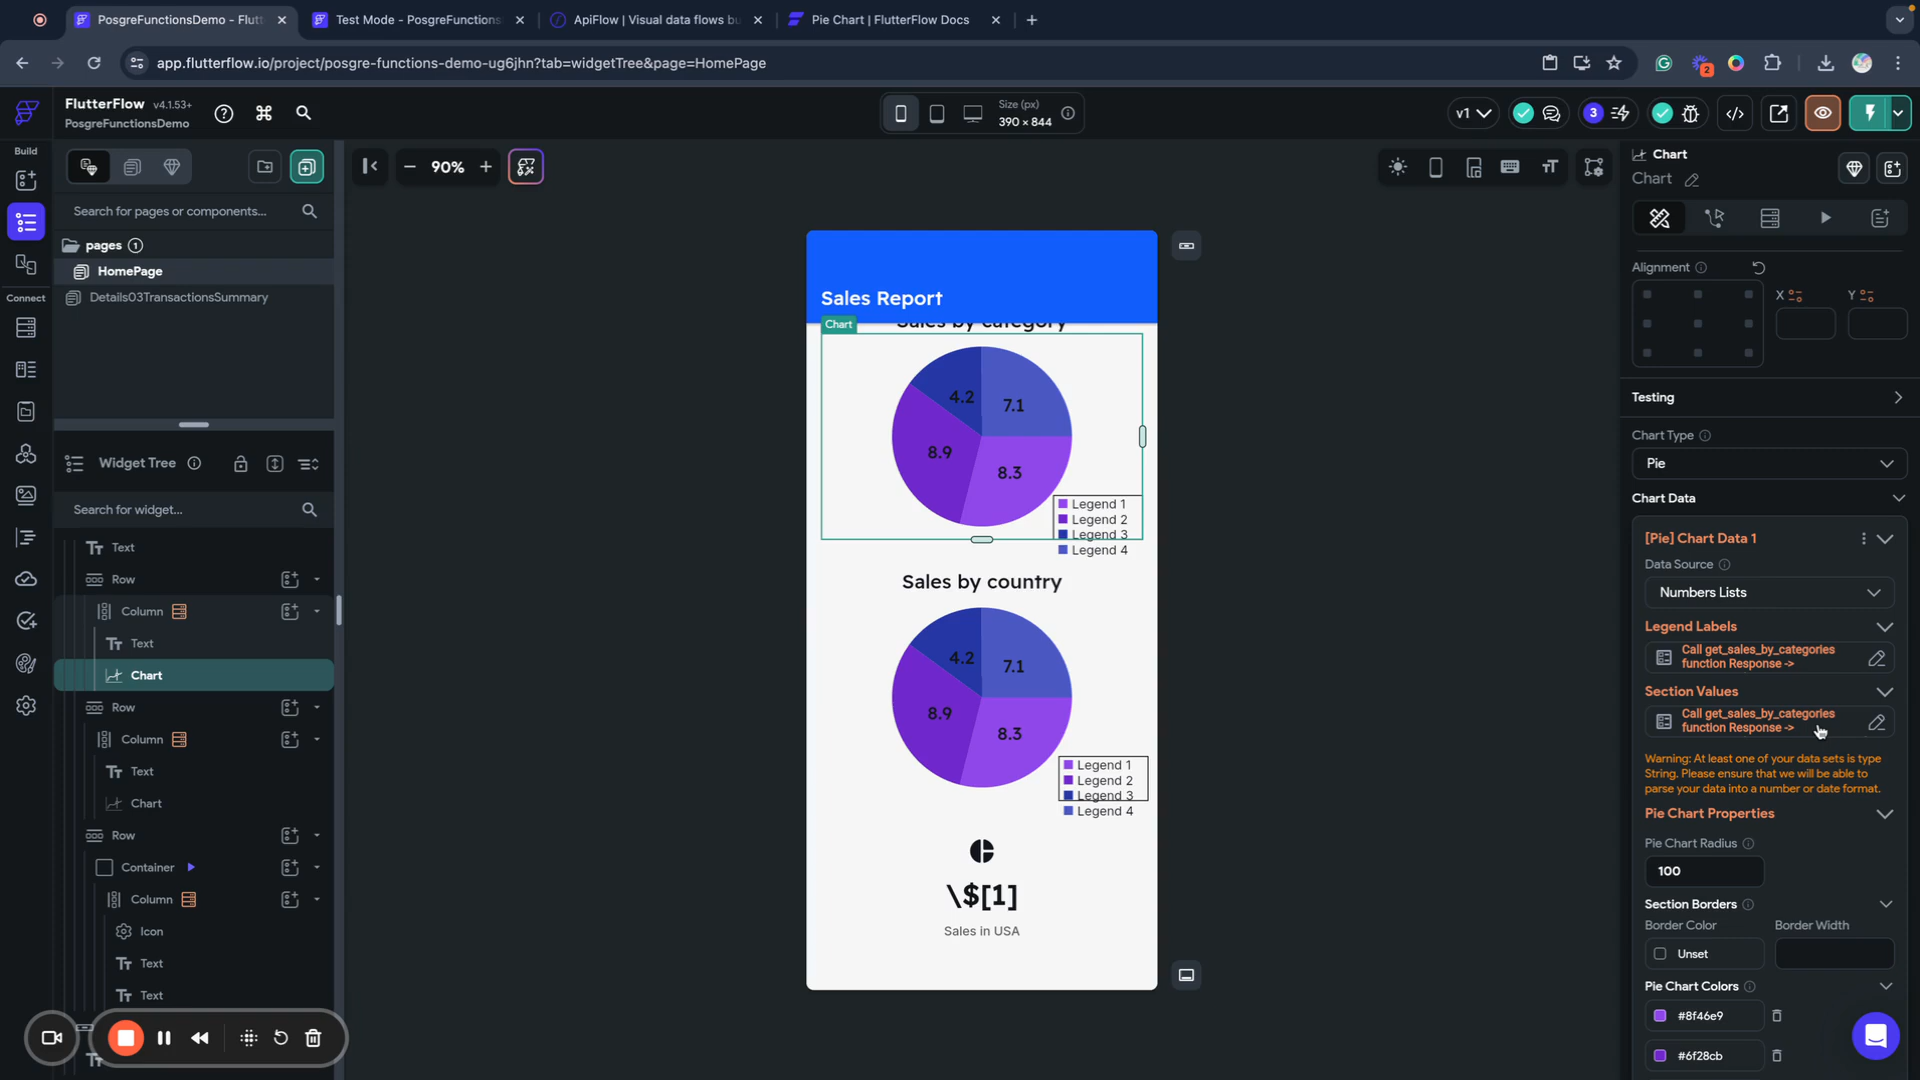 PosgreFunctionsDemo - Flutt
Test Mode - PosgreFunctions
ApiFlow | Visual data flows bu
Pie Chart | FlutterFlow Docs
app.flutterflow.io/project/posgre-functions-demo-ug6jhn?tab=widgetTree&page=HomePage
2
FlutterFlow v4.1.53+
PosgreFunctionsDemo
Size (px)
390 × 844
v1
3
Build
Connect
90%
Search for pages or components...
pages 1
HomePage
Details03TransactionsSummary
Widget Tree
Search for widget...
Text
Row
Column
Text
Chart
Row
Column
Text
Chart
Row
Container
Column
Icon
Text
Text
Sales Report
Sales by category
Chart
4.2
7.1
8.9
8.3
Legend 1
Legend 2
Legend 3
Legend 4
Sales by country
4.2
7.1
8.9
8.3
Legend 1
Legend 2
Legend 3
Legend 4
\$[1]
Sales in USA
Chart
Chart
Alignment
X
Y
Testing
Chart Type
Pie
Chart Data
[Pie] Chart Data 1
Data Source
Numbers Lists
Legend Labels
Call get_sales_by_categories
function Response ->
Section Values
Call get_sales_by_categories
function Response ->
Warning: At least one of your data sets is type
String. Please ensure that we will be able to
parse your data into a number or date format.
Pie Chart Properties
Pie Chart Radius
100
Section Borders
Border Color
Border Width
Unset
Pie Chart Colors
#8f46e9
#6f28cb